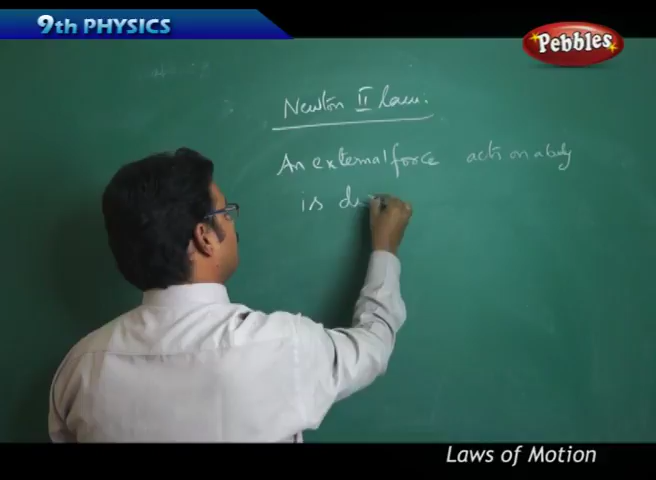 9TH PHYSICS
Pebbles
Newton II law.
An external force acts on a body
is
Laws of Motion